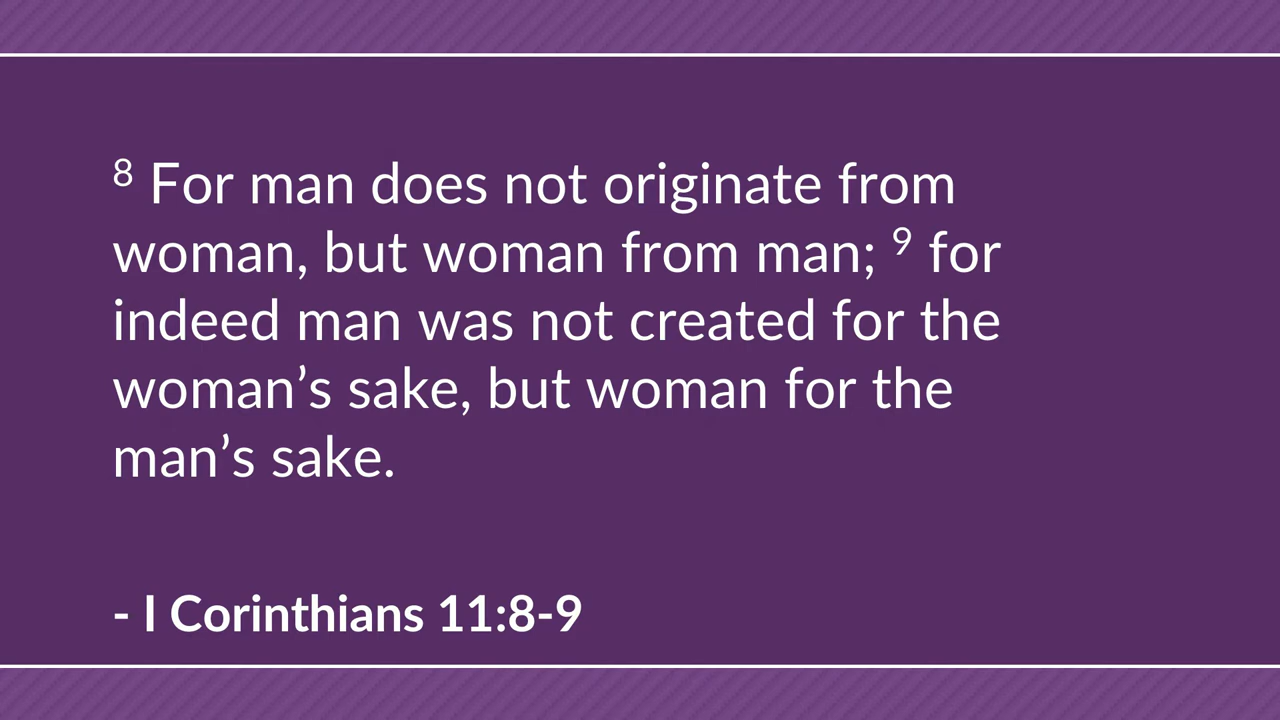 ⁸ For man does not originate from
woman, but woman from man; ⁹ for
indeed man was not created for the
woman’s sake, but woman for the
man’s sake.
- I Corinthians 11:8-9